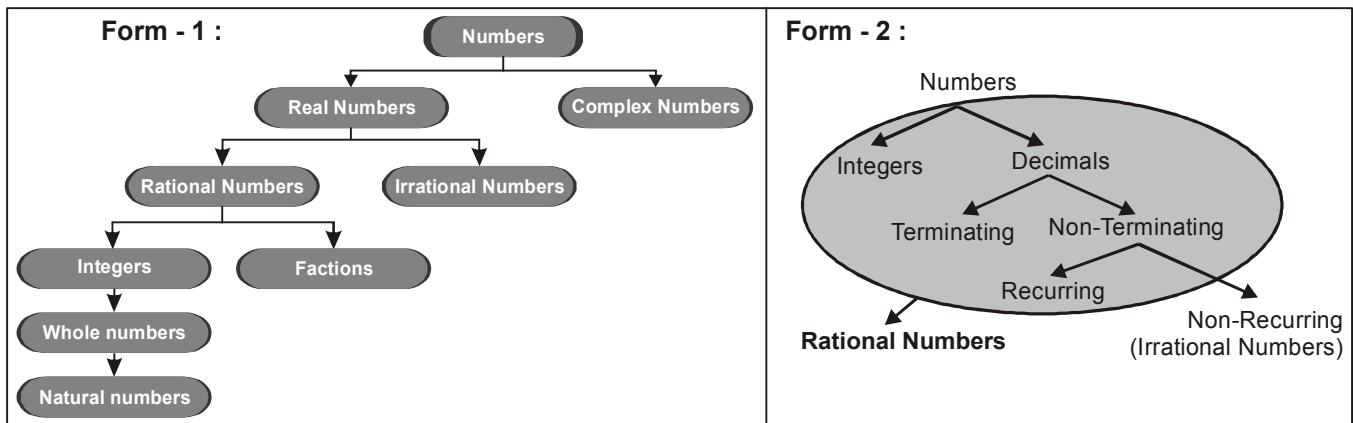 Form - 1 :
Numbers
Real Numbers
Complex Numbers
Rational Numbers
Irrational Numbers
Integers
Factions
Whole numbers
Natural numbers
Form - 2 :
Numbers
Integers
Decimals
Terminating
Non-Terminating
Recurring
Rational Numbers
Non-Recurring
(Irrational Numbers)